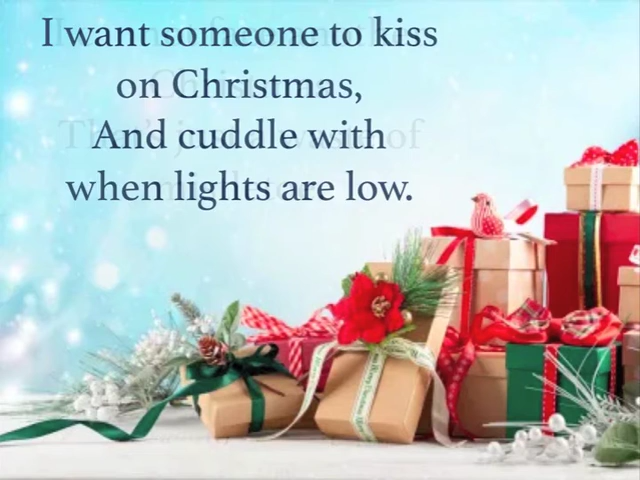 I want someone to kiss
on Christmas,
And cuddle with
when lights are low.